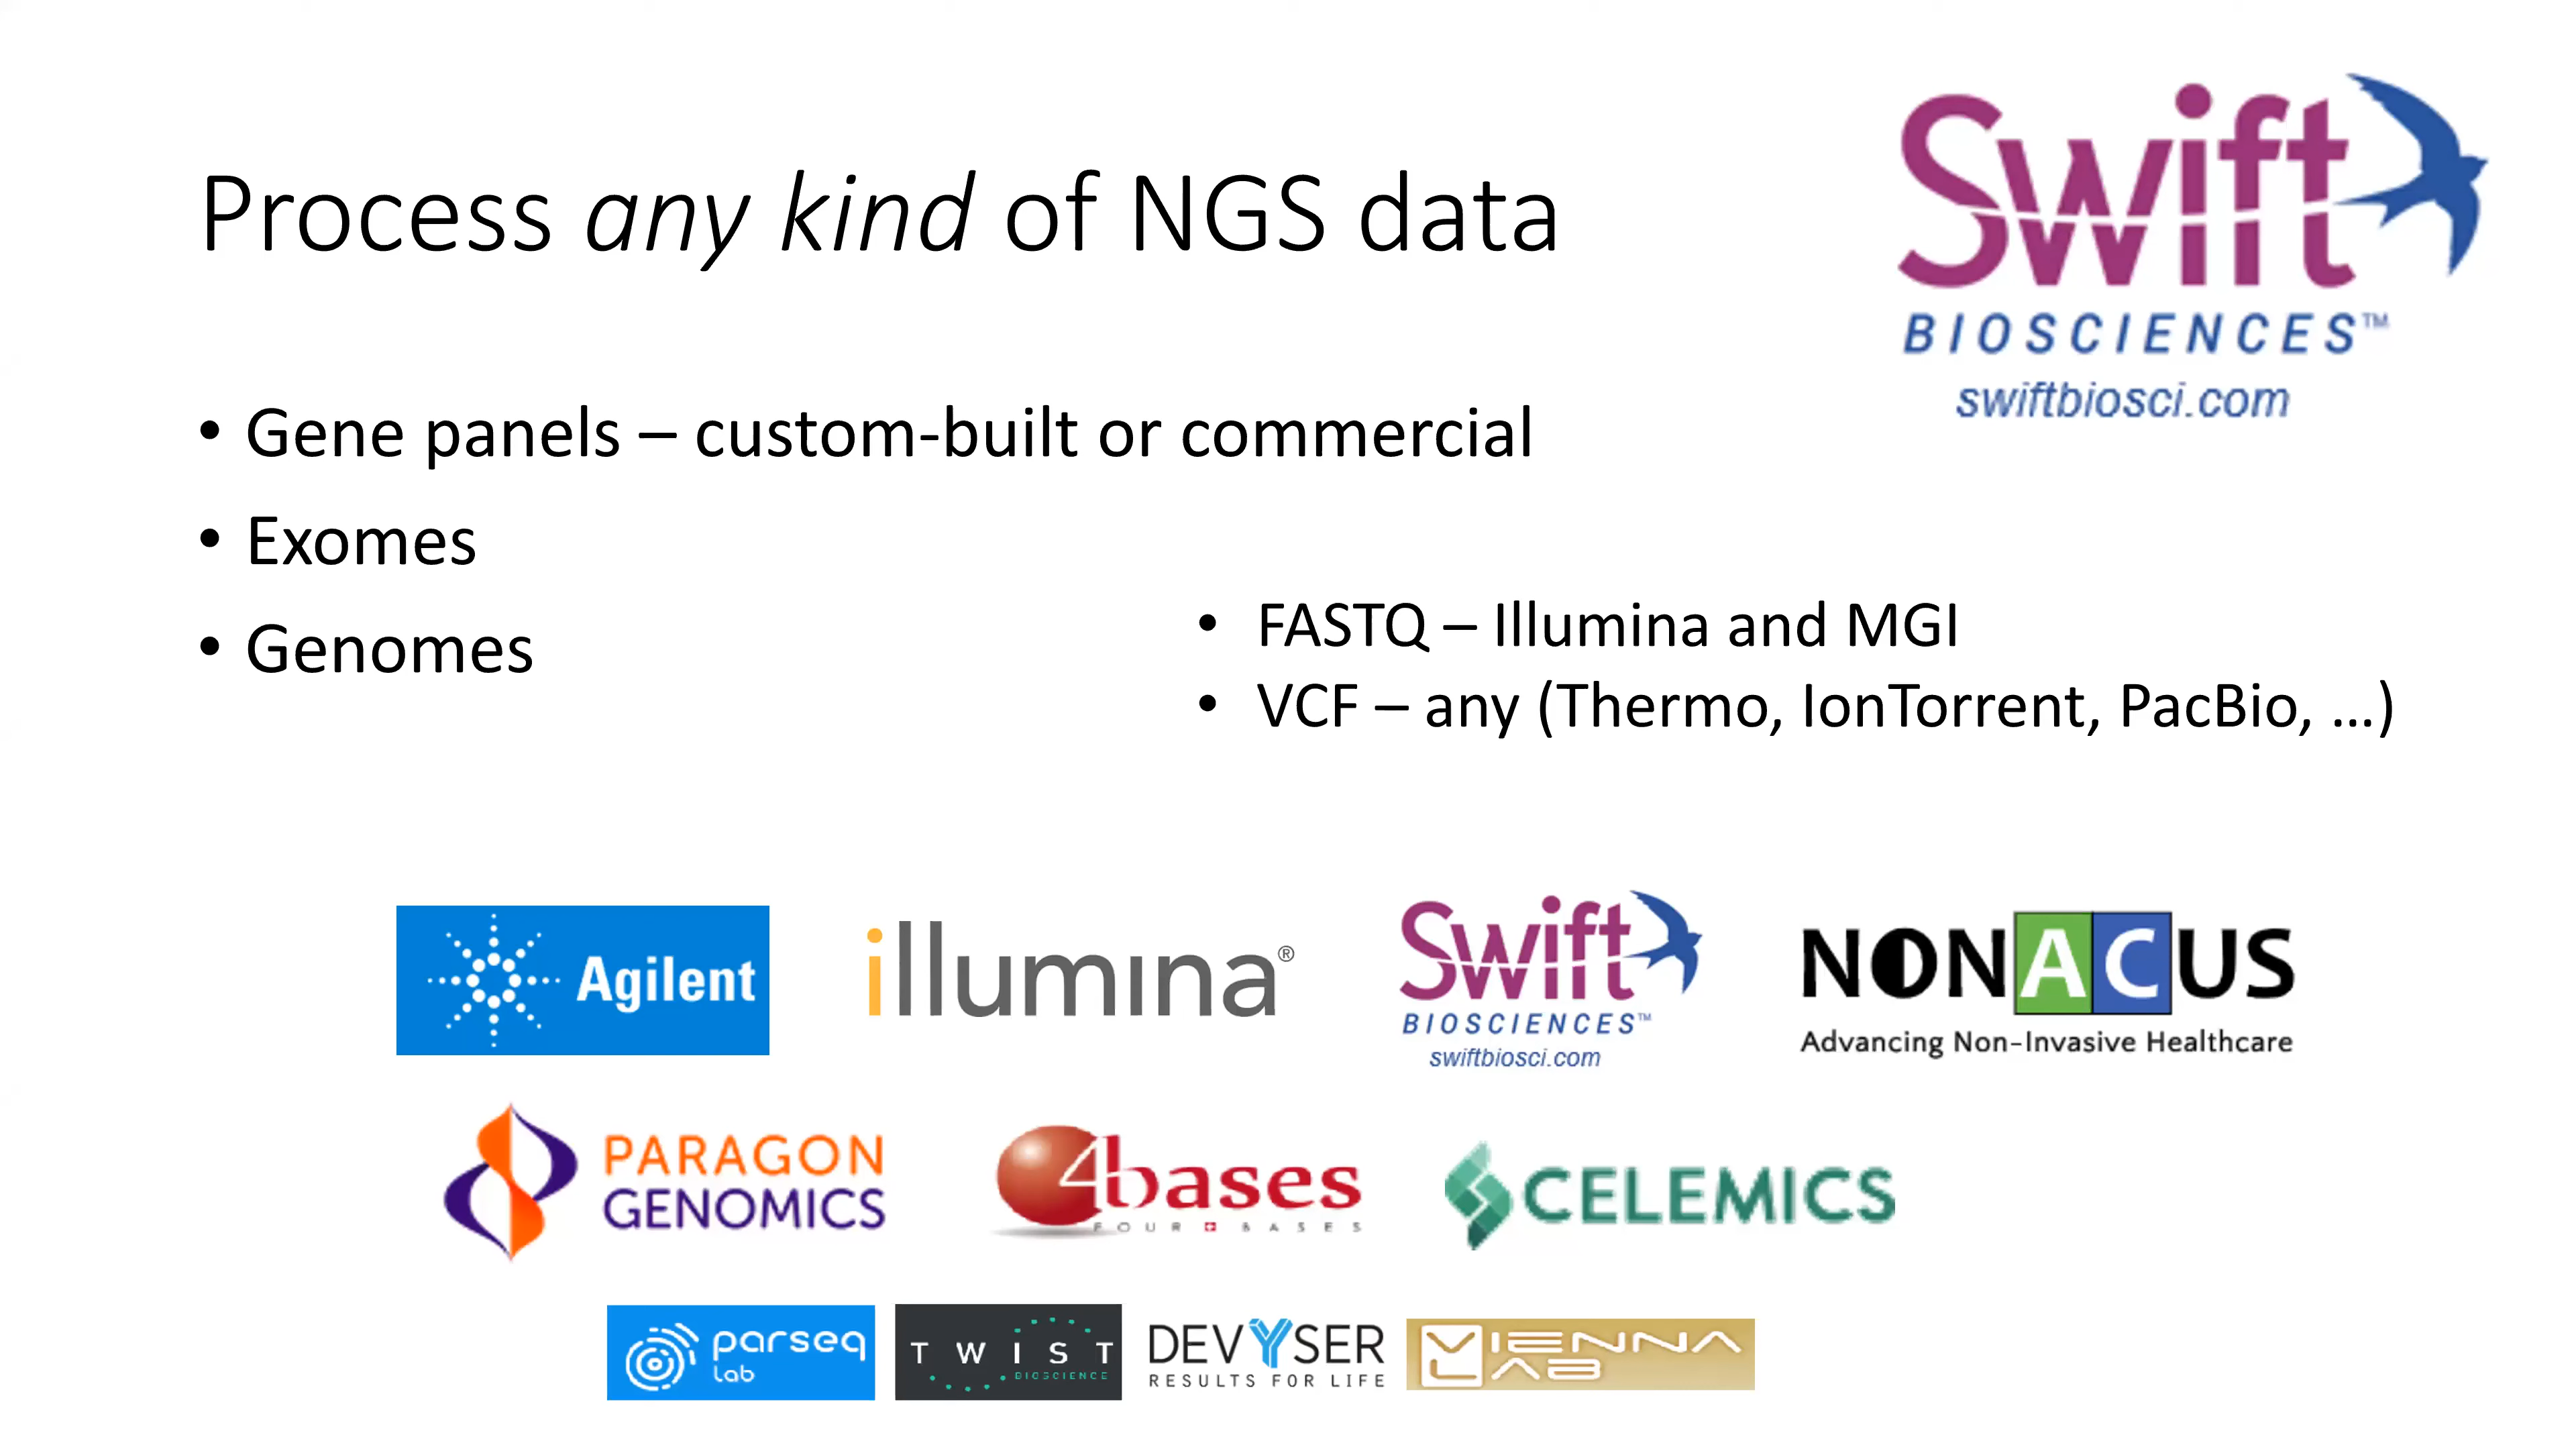 Process any kind of NGS data
Swift
BIOSCIENCES™
swiftbiosci.com
• Gene panels – custom-built or commercial
• Exomes
• Genomes
• FASTQ – Illumina and MGI
• VCF – any (Thermo, IonTorrent, PacBio, ...)
Agilent
illumina®
Swift
BIOSCIENCES™
swiftbiosci.com
NONACUS
Advancing Non-Invasive Healthcare
PARAGON
GENOMICS
4bases
FOUR BASES
CELEMICS
parseq
lab
TWIST
BIOSCIENCE
DEVYSER
RESULTS FOR LIFE
VIENNA
LAB